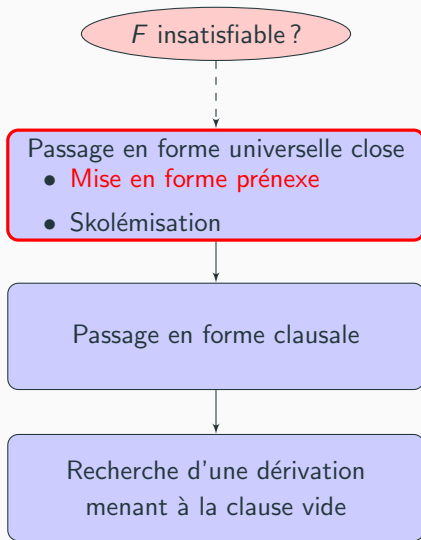 F insatisfiable ?
Passage en forme universelle close
• Mise en forme prénexe
• Skolémisation
Passage en forme clausale
Recherche d'une dérivation
menant à la clause vide